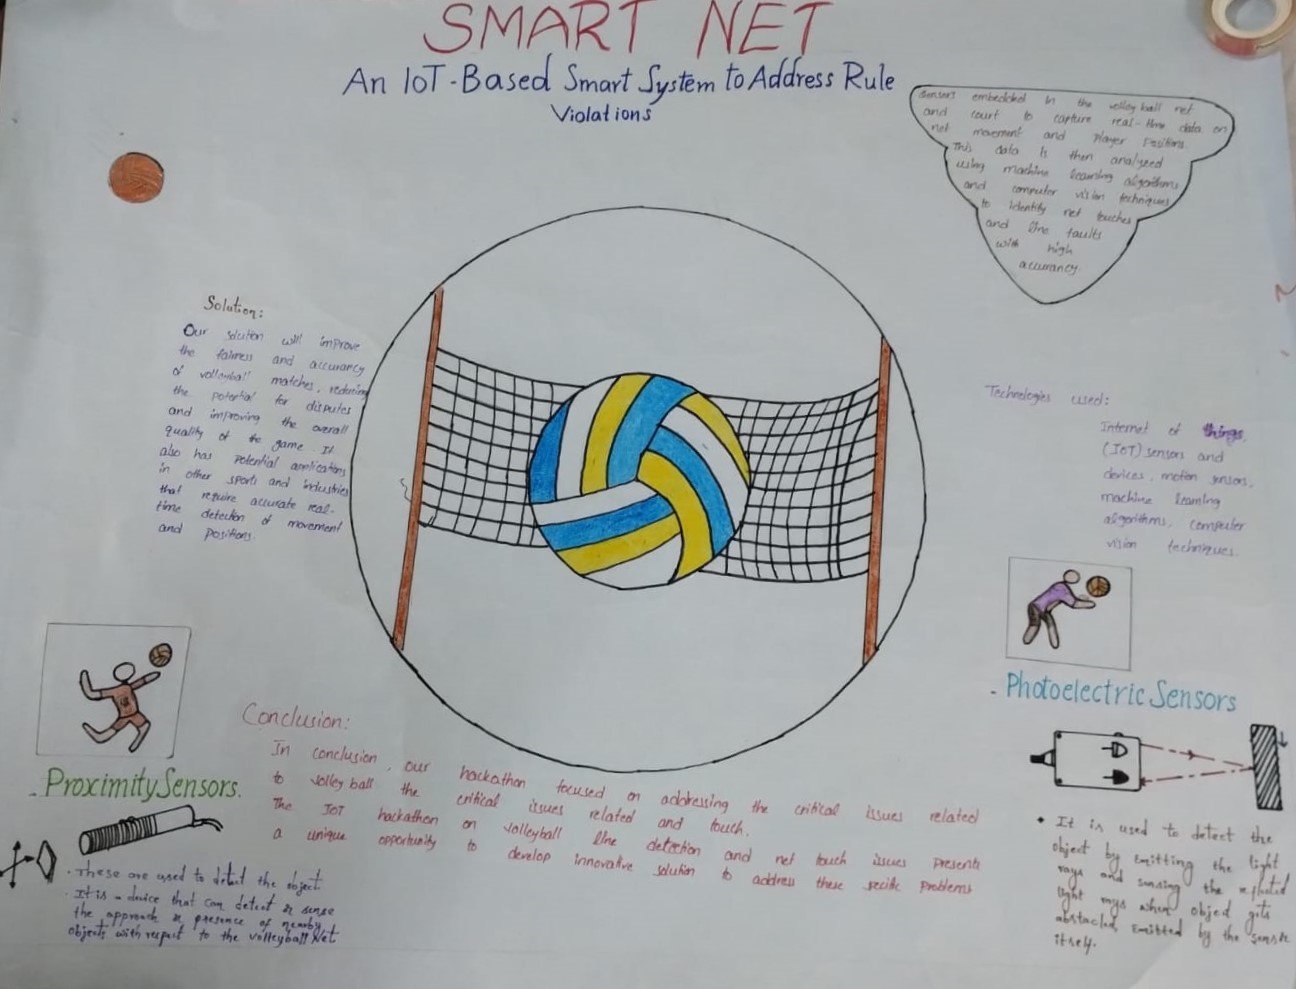 SMART NET
An IoT-Based Smart System to Address Rule
Violations
Sensors embedded in the volley ball net
and court to capture real-time data on
net movement and Player Positions.
This data is then analyzed
using machine learning algorithms
and computer vision techniques
to identify net touches
and line faults
with high
accurancy
Solution:
Our solution will improve
the fairness and accurancy
of volleyball matches, reducing
the potential for disputes
and improving the overall
quality of the game. It
also has potential applications
in other sports and industries
that require accurate real-
time detection of movement
and positions.
Technologies used:
Internet of things,
(IoT) sensors and
devices, motion sensors,
machine learning
algorithms, computer
vision techniques.
Proximity Sensors.
These are used to detect the object.
It is a device that can detect or sense
the approach or presence of nearby
objects with respect to the volleyball Net.
Conclusion:
In conclusion, our hackathon focused on addressing the critical issues related
to volley ball the critical issues related and touch.
The IoT hackathon on volleyball line detection and net touch issues presents
a unique opportunity to develop innovative solution to address these problems
- Photoelectric Sensors
• It is used to detect the
object by emitting the light
rays and sensing the reflected
light rays when object gets
emitted by the
itself.